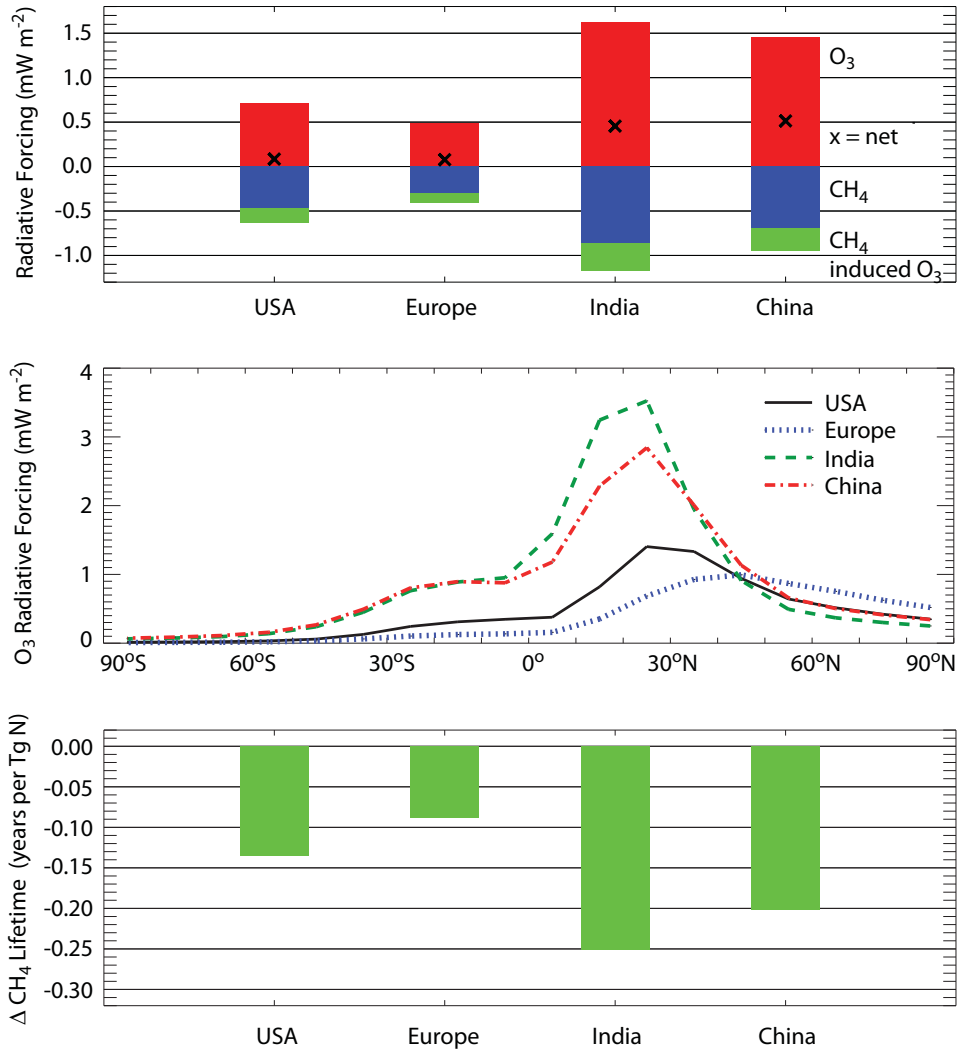 Radiative Forcing (mW m⁻²)
1.5
1.0
0.5
0.0
-0.5
-1.0
O₃
x = net
CH₄
CH₄
induced O₃
USA Europe India China
O₃ Radiative Forcing (mW m⁻²)
4
3
2
1
0
USA
Europe
India
China
90°S 60°S 30°S 0° 30°N 60°N 90°N
Δ CH₄ Lifetime (years per Tg N)
0.00
-0.05
-0.10
-0.15
-0.20
-0.25
-0.30
USA Europe India China